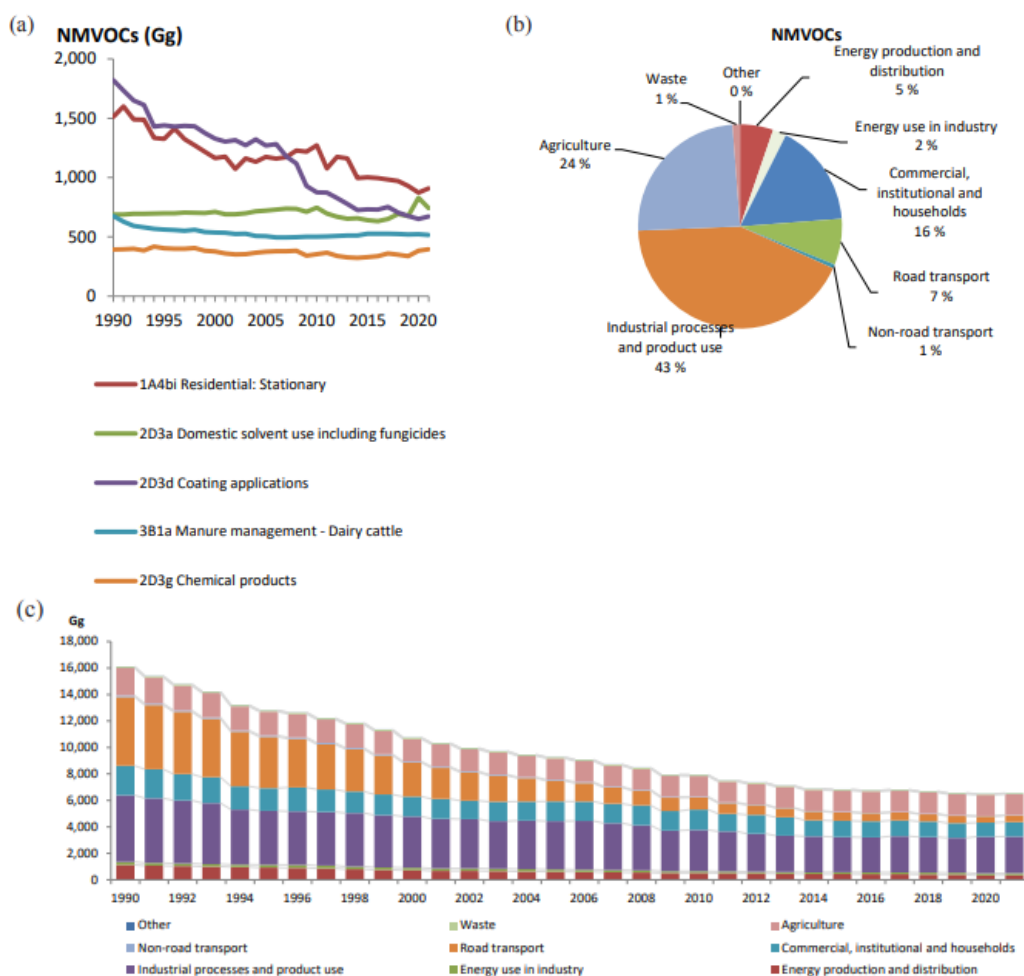 (a)
NMVOCs (Gg)
2,000
1,500
1,000
500
0
1990
1995
2000
2005
2010
2015
2020
1A4bi Residential: Stationary
2D3a Domestic solvent use including fungicides
2D3d Coating applications
3B1a Manure management - Dairy cattle
2D3g Chemical products
(b)
NMVOCs
Other
0 %
Energy production and
distribution
5 %
Energy use in industry
2 %
Commercial,
institutional and
households
16 %
Road transport
7 %
Non-road transport
1 %
Industrial processes
and product use
43 %
Agriculture
24 %
Waste
1 %
(c)
Gg
18,000
16,000
14,000
12,000
10,000
8,000
6,000
4,000
2,000
0
1990
1992
1994
1996
1998
2000
2002
2004
2006
2008
2010
2012
2014
2016
2018
2020
Other
Waste
Agriculture
Non-road transport
Road transport
Commercial, institutional and households
Industrial processes and product use
Energy use in industry
Energy production and distribution